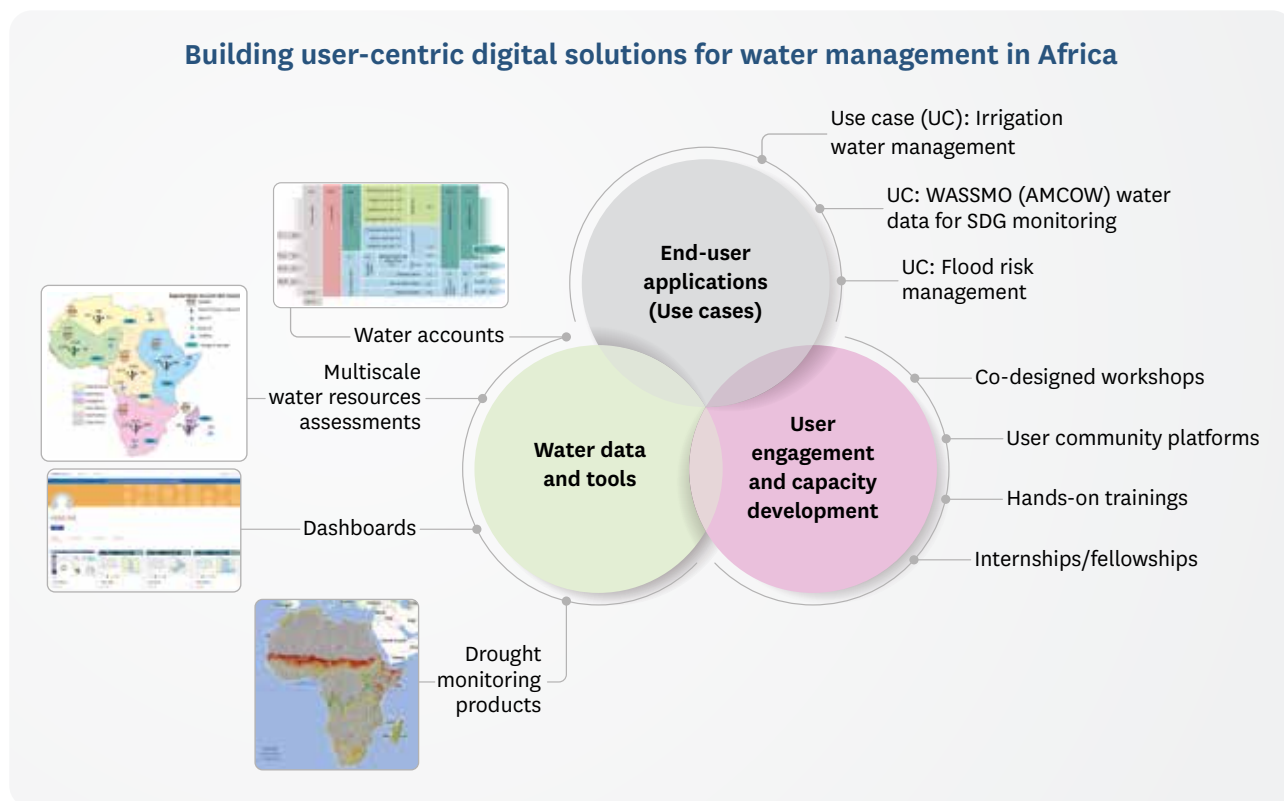 Building user-centric digital solutions for water management in Africa
Use case (UC): Irrigation
water management
UC: WASSMO (AMCOW) water
data for SDG monitoring
UC: Flood risk
management
End-user
applications
(Use cases)
Water accounts
Multiscale
water resources
assessments
Dashboards
Drought
monitoring
products
Water data
and tools
User
engagement
and capacity
development
Co-designed workshops
User community platforms
Hands-on trainings
Internships/fellowships